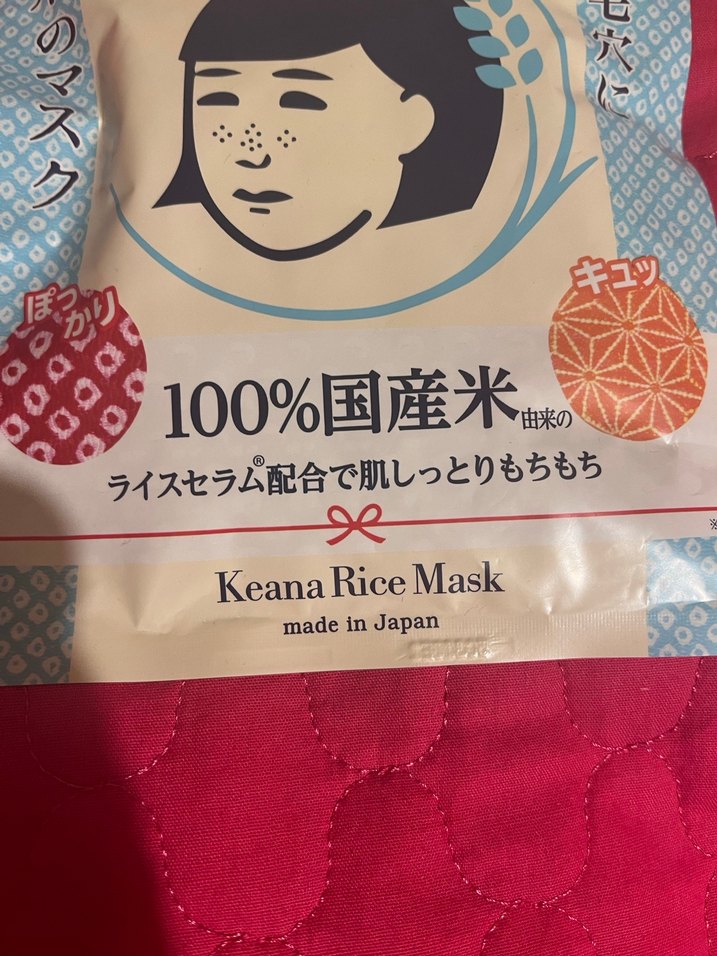 のマスク
毛穴に
ぽっかり
キュッ
100%国産米由来の
ライスセラム®配合で肌しっとりもちもち
※
Keana Rice Mask
made in Japan